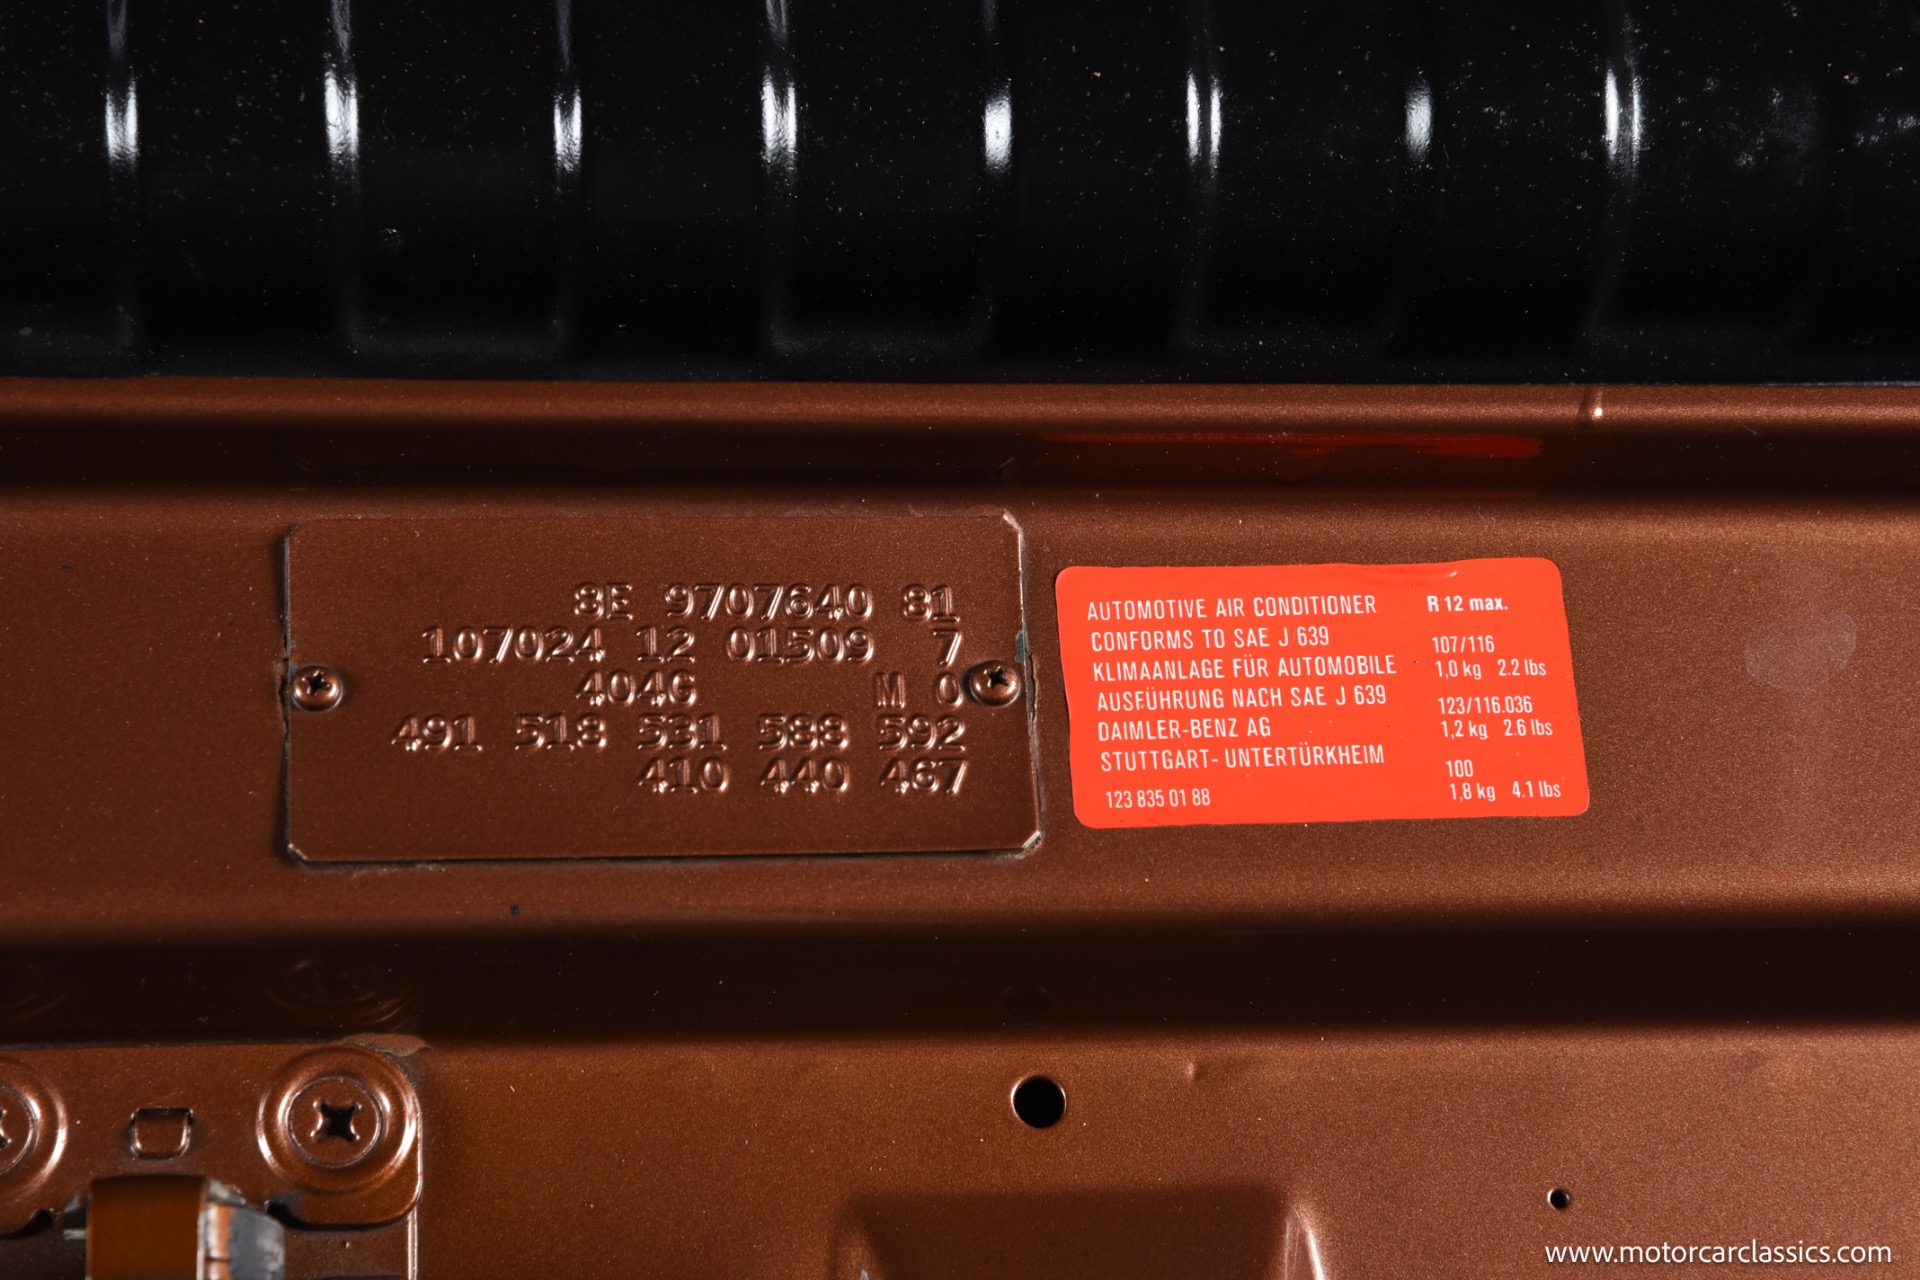 8E 9707640 81
107024 12 01509 7
404G M 0
491 518 531 588 592
410 440 467
AUTOMOTIVE AIR CONDITIONER R 12 max.
CONFORMS TO SAE J 639 107/116
KLIMAANLAGE FÜR AUTOMOBILE 1,0 kg 2.2 lbs
AUSFÜHRUNG NACH SAE J 639 123/116.036
DAIMLER-BENZ AG 1,2 kg 2.6 lbs
STUTTGART- UNTERTÜRKHEIM 100
123 835 01 88 1,8 kg 4.1 lbs
www.motorcarclassics.com